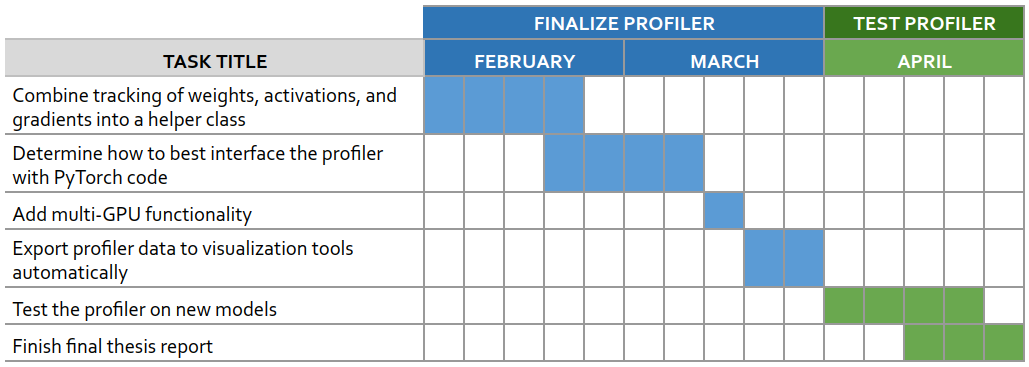 FINALIZE PROFILER TEST PROFILER
TASK TITLE FEBRUARY MARCH APRIL
Combine tracking of weights, activations, and
gradients into a helper class
Determine how to best interface the profiler
with PyTorch code
Add multi-GPU functionality
Export profiler data to visualization tools
automatically
Test the profiler on new models
Finish final thesis report